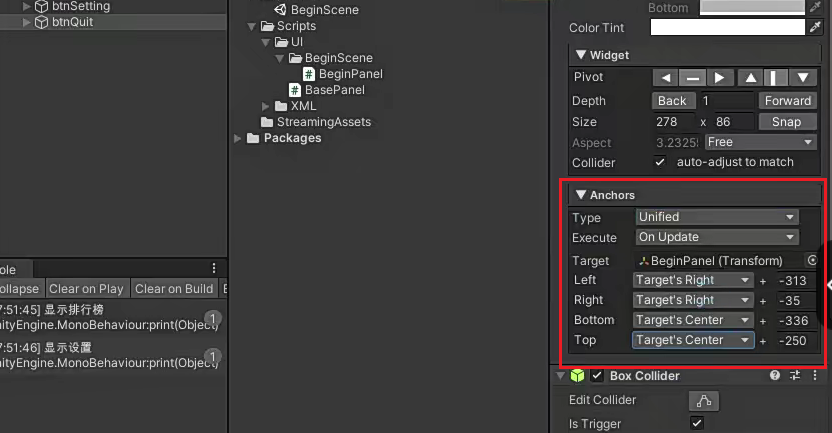 btnSetting
btnQuit
BeginScene
Scripts
UI
BeginScene
BeginPanel
BasePanel
XML
StreamingAssets
Packages
ole
ollapse Clear on Play Clear on Build
7:51:45] 显示排行榜
nityEngine.MonoBehaviour:print(Object) 1
7:51:46] 显示设置
nityEngine.MonoBehaviour:print(Object) 1
Bottom
Color Tint
Widget
Pivot
Depth Back 1 Forward
Size 278 x 86 Snap
Aspect 3.2325 Free
Collider auto-adjust to match
Anchors
Type Unified
Execute On Update
Target BeginPanel (Transform)
Left Target's Right + -313
Right Target's Right + -35
Bottom Target's Center + -336
Top Target's Center + -250
Box Collider
Edit Collider
Is Trigger